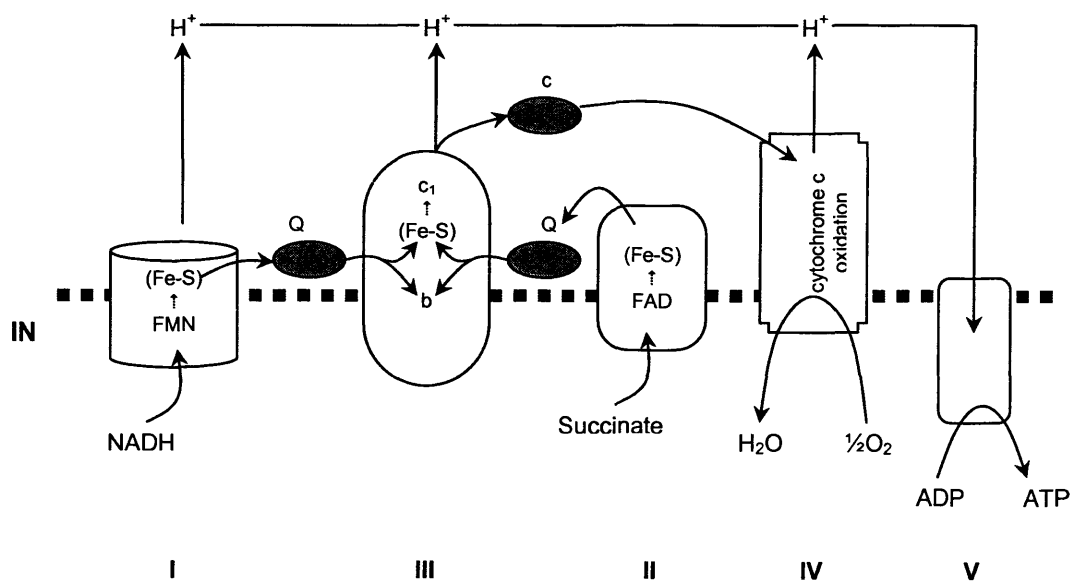 H⁺ H⁺ H⁺
c
c₁
Q (Fe-S) Q
(Fe-S) (Fe-S)
FMN b FAD
cytochrome c
oxidation
IN
NADH Succinate H₂O ½O₂
ADP ATP
I III II IV V